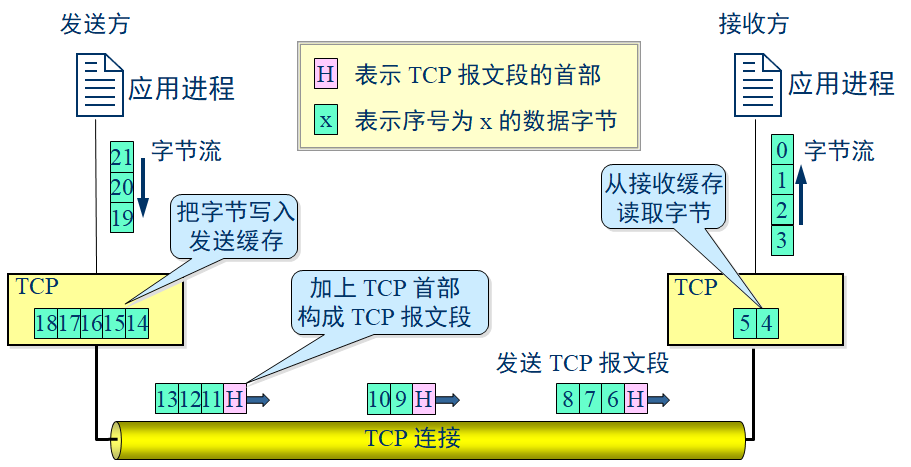 发送方
接收方
H 表示 TCP 报文段的首部
x 表示序号为 x 的数据字节
应用进程
应用进程
21
20
19
字节流
0
1
2
3
字节流
把字节写入
发送缓存
从接收缓存
读取字节
TCP
18 17 16 15 14
加上 TCP 首部
构成 TCP 报文段
TCP
5 4
发送 TCP 报文段
13 12 11 H
10 9 H
8 7 6 H
TCP 连接